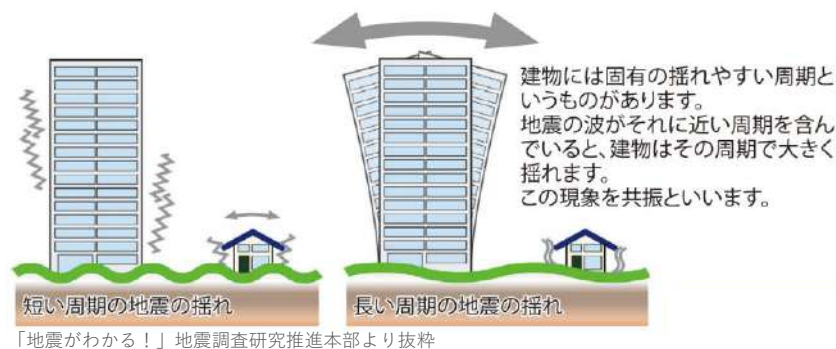 建物には固有の揺れやすい周期と
いうものがあります。
地震の波がそれに近い周期を含ん
でいると、建物はその周期で大きく
揺れます。
この現象を共振といいます。
短い周期の地震の揺れ
長い周期の地震の揺れ
「地震がわかる！」地震調査研究推進本部より抜粋